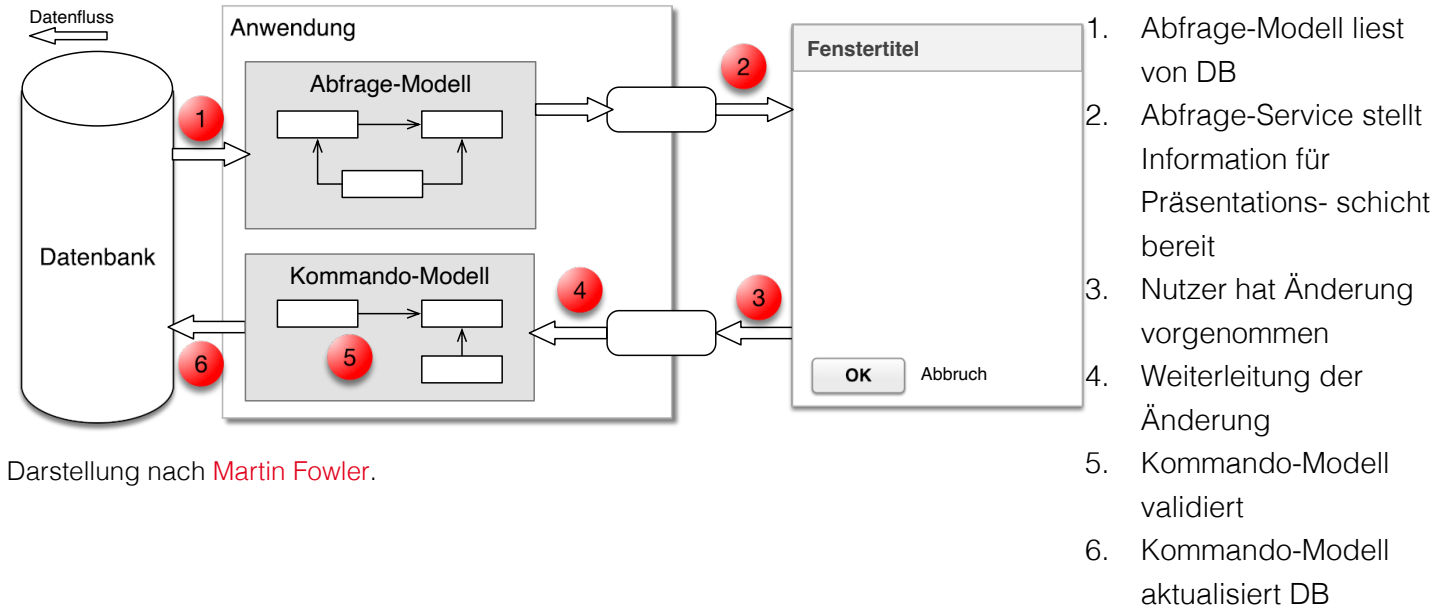 Datenfluss
Anwendung
Abfrage-Modell
1
2
Fenstertitel
Datenbank
Kommando-Modell
4
3
5
6
OK
Abbruch
Darstellung nach Martin Fowler.
1. Abfrage-Modell liest
von DB
2. Abfrage-Service stellt
Information für
Präsentations- schicht
bereit
3. Nutzer hat Änderung
vorgenommen
4. Weiterleitung der
Änderung
5. Kommando-Modell
validiert
6. Kommando-Modell
aktualisiert DB